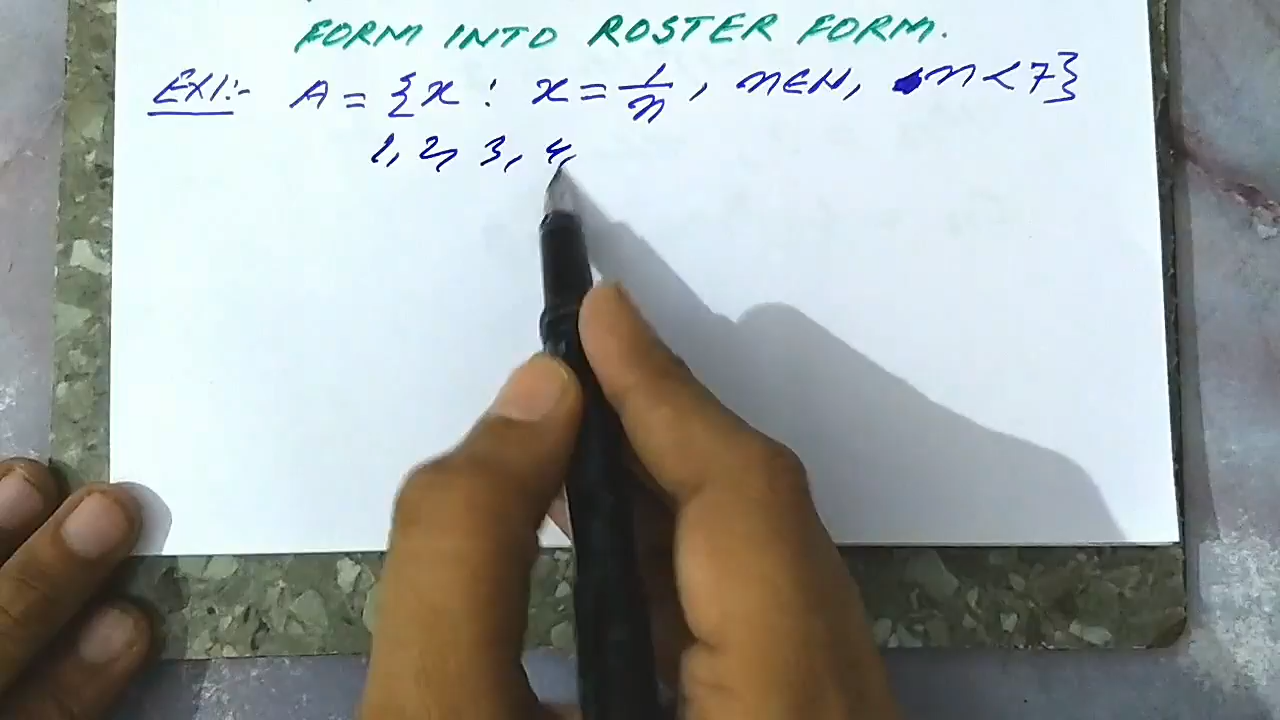 FORM INTO ROSTER FORM.
EX1:- A = {x : x = 1/n, n∈N, n < 7}
1, 2, 3, 4,